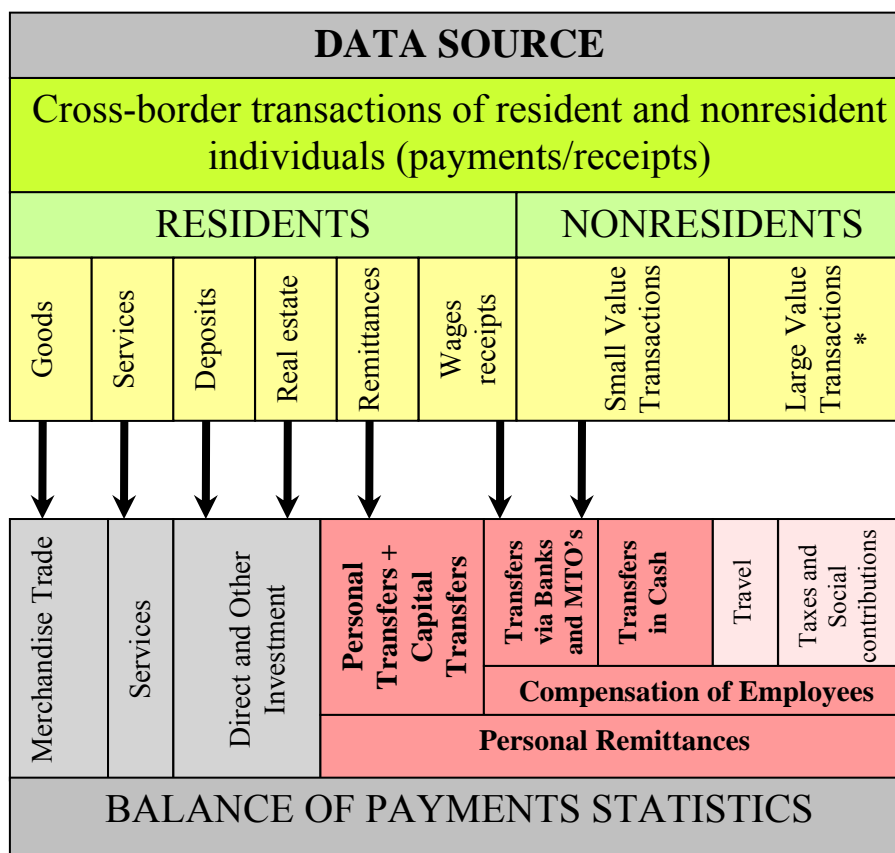 DATA SOURCE
Cross-border transactions of resident and nonresident
individuals (payments/receipts)
RESIDENTS
NONRESIDENTS
Goods
Services
Deposits
Real estate
Remittances
Wages
receipts
Small Value
Transactions
Large Value
Transactions
*
Merchandise Trade
Services
Direct and Other
Investment
Personal
Transfers +
Capital
Transfers
Transfers
via Banks
and MTO's
Transfers
in Cash
Travel
Taxes and
Social
contributions
Compensation of Employees
Personal Remittances
BALANCE OF PAYMENTS STATISTICS